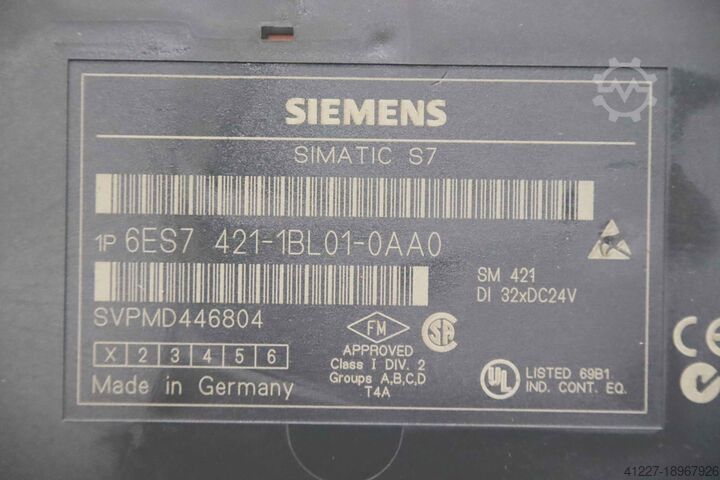 SIEMENS
SIMATIC S7
1P 6ES7 421-1BL01-0AA0
SM 421
DI 32xDC24V
SVPMD446804
X 2 3 4 5 6
Made in Germany
FM
APPROVED
Class I DIV. 2
Groups A,B,C,D
T4A
SA
UL
LISTED 69B1
IND. CONT. EQ.
CE
N
41227-18967926